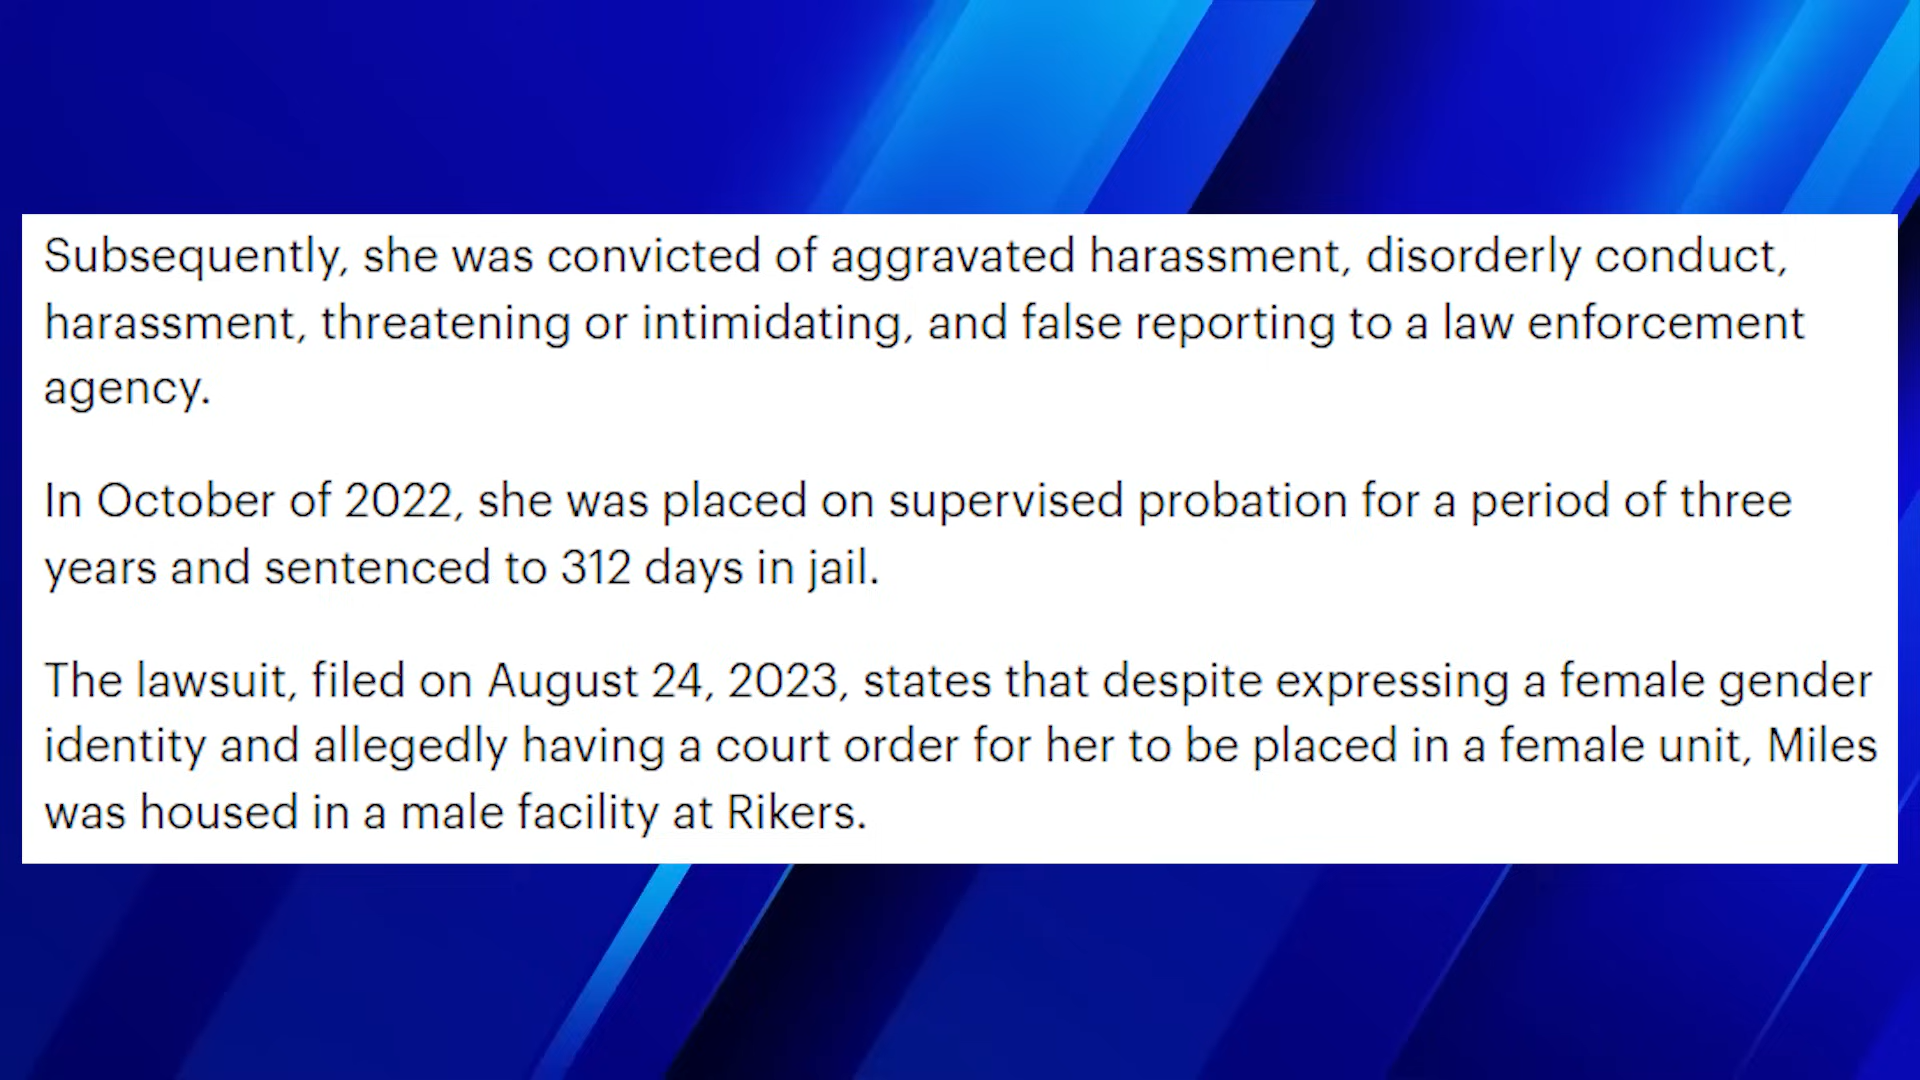 Subsequently, she was convicted of aggravated harassment, disorderly conduct,
harassment, threatening or intimidating, and false reporting to a law enforcement
agency.
In October of 2022, she was placed on supervised probation for a period of three
years and sentenced to 312 days in jail.
The lawsuit, filed on August 24, 2023, states that despite expressing a female gender
identity and allegedly having a court order for her to be placed in a female unit, Miles
was housed in a male facility at Rikers.